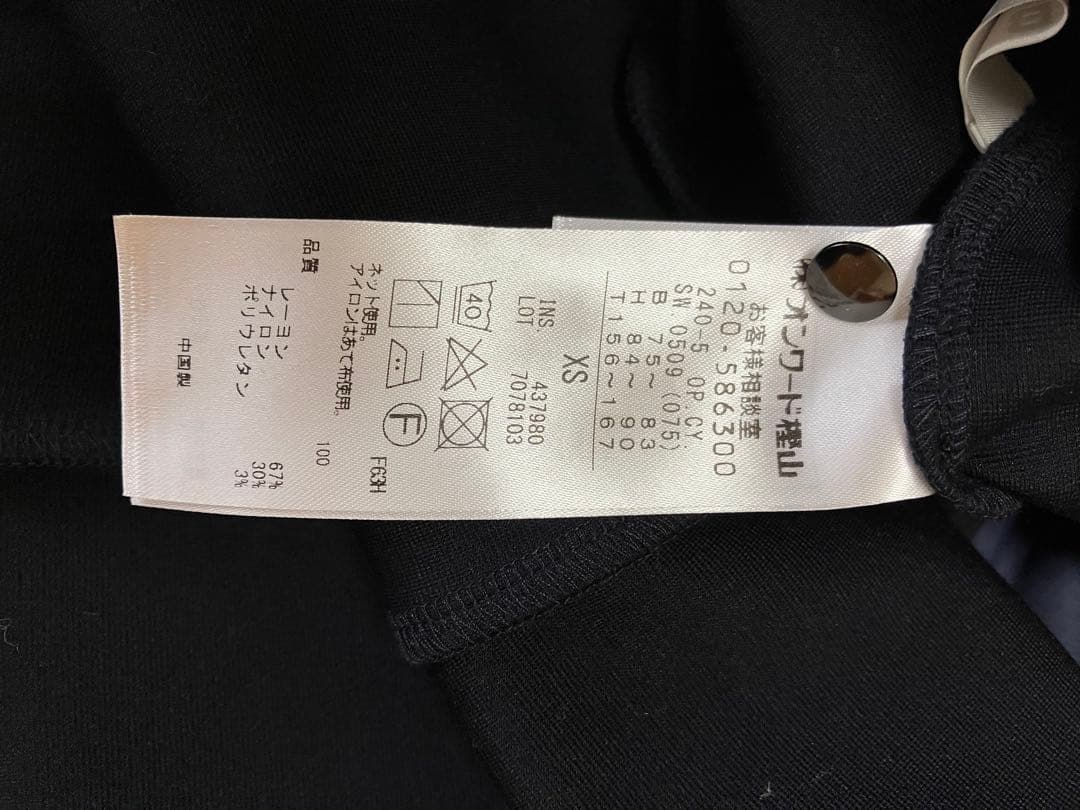 オンワード樫山
お客様相談室
0120-586300
240-5 OP.CY
SW 0509 (075)
B 75~ 83
H 84~ 90
T156~167
XS
INS 437980
LOT 7078103
40
F
ネット使用。
アイロンはあて布使用。
F63H
品質 100
レーヨン 67%
ナイロン 30%
ポリウレタン 3%
中国製